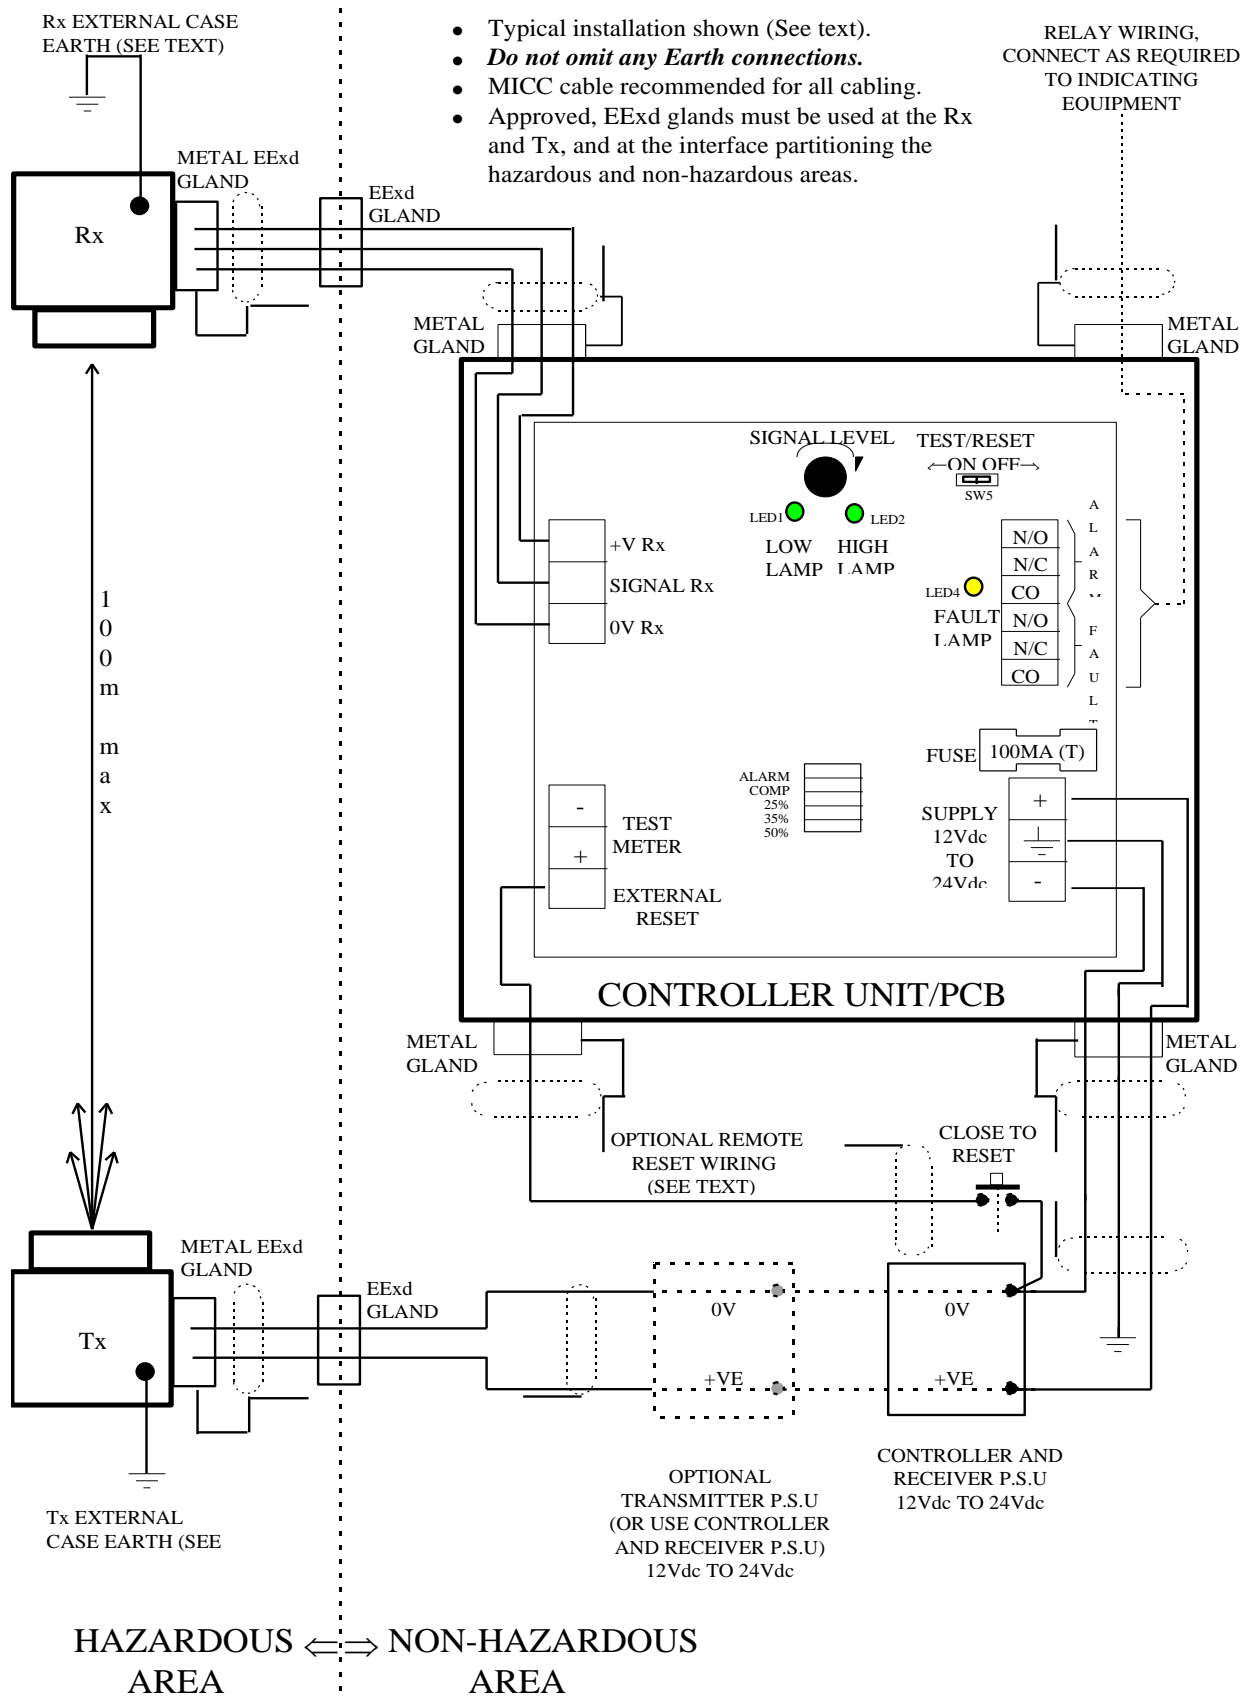 Rx EXTERNAL CASE
EARTH (SEE TEXT)
• Typical installation shown (See text).
• Do not omit any Earth connections.
• MICC cable recommended for all cabling.
• Approved, EExd glands must be used at the Rx
and Tx, and at the interface partitioning the
hazardous and non-hazardous areas.
RELAY WIRING,
CONNECT AS REQUIRED
TO INDICATING
EQUIPMENT
METAL EExd
GLAND
EExd
GLAND
Rx
METAL
GLAND
METAL
GLAND
SIGNAL LEVEL
TEST/RESET
ON OFF
SW5
LED1
LED2
LOW
LAMP
HIGH
LAMP
+V Rx
SIGNAL Rx
0V Rx
LED4
FAULT
LAMP
N/O
N/C
CO
N/O
N/C
CO
ALARM
FAULT
100m max
FUSE
100MA (T)
ALARM
COMP
25%
35%
50%
-
+
TEST
METER
EXTERNAL
RESET
SUPPLY
12Vdc
TO
24Vdc
+
-
CONTROLLER UNIT/PCB
METAL
GLAND
METAL
GLAND
OPTIONAL REMOTE
RESET WIRING
(SEE TEXT)
CLOSE TO
RESET
METAL EExd
GLAND
EExd
GLAND
Tx
0V
+VE
0V
+VE
OPTIONAL
TRANSMITTER P.S.U
(OR USE CONTROLLER
AND RECEIVER P.S.U)
12Vdc TO 24Vdc
CONTROLLER AND
RECEIVER P.S.U
12Vdc TO 24Vdc
Tx EXTERNAL
CASE EARTH (SEE
HAZARDOUS
AREA
NON-HAZARDOUS
AREA